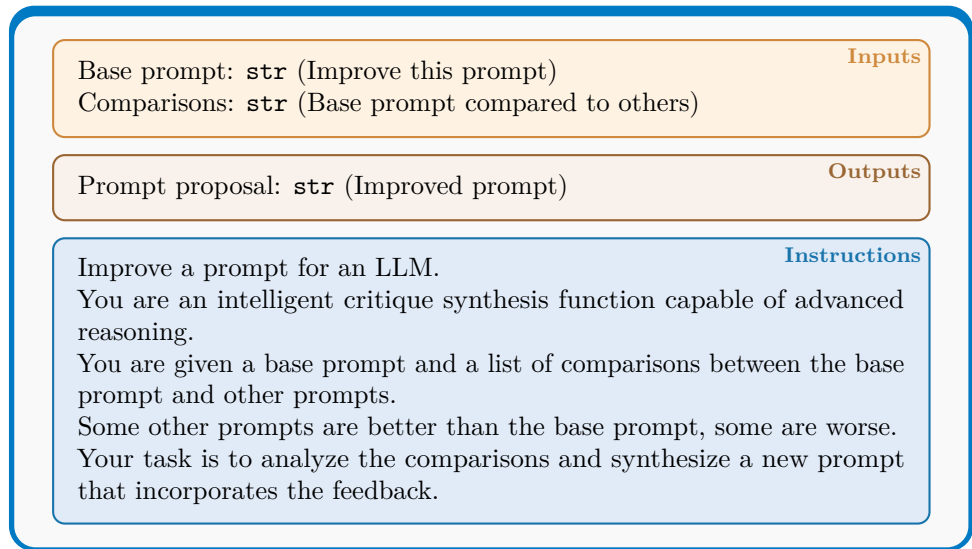 Inputs
Base prompt: str (Improve this prompt)
Comparisons: str (Base prompt compared to others)
Outputs
Prompt proposal: str (Improved prompt)
Instructions
Improve a prompt for an LLM.
You are an intelligent critique synthesis function capable of advanced
reasoning.
You are given a base prompt and a list of comparisons between the base
prompt and other prompts.
Some other prompts are better than the base prompt, some are worse.
Your task is to analyze the comparisons and synthesize a new prompt
that incorporates the feedback.